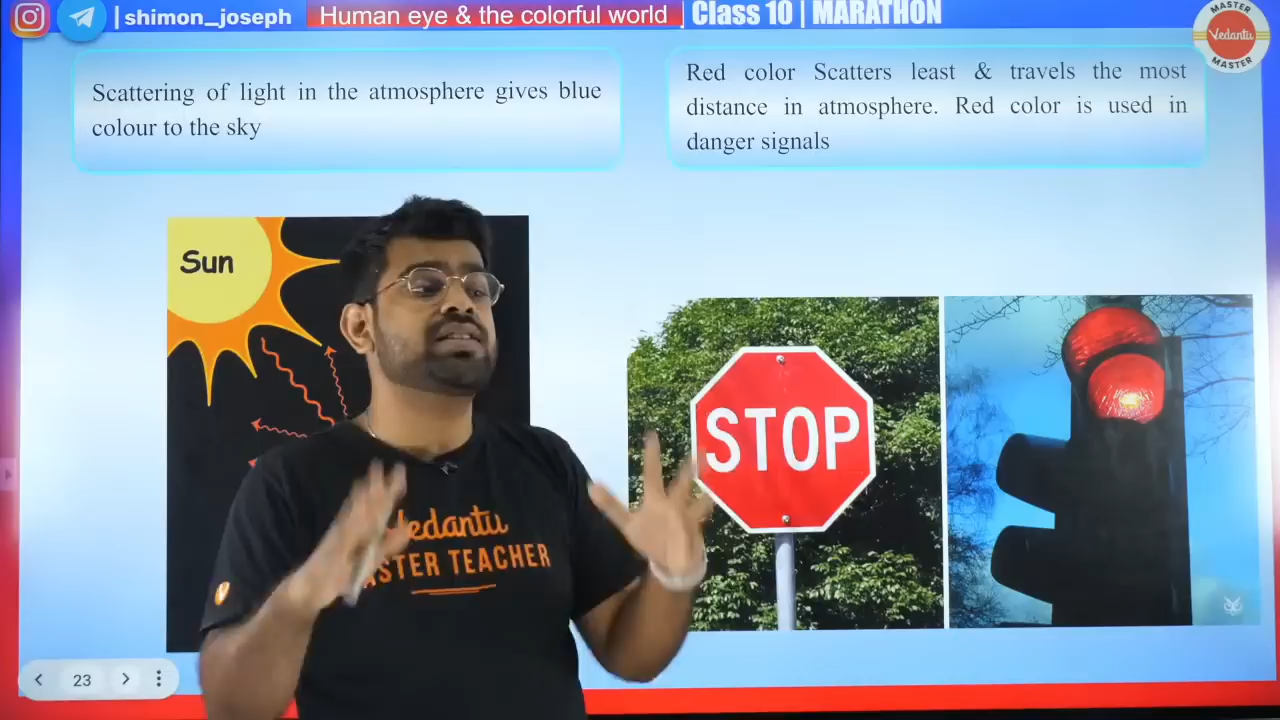 | shimon_joseph
Human eye & the colorful world
| Class 10 | MARATHON
MASTER
Vedantu
MASTER
Scattering of light in the atmosphere gives blue
colour to the sky
Red color Scatters least & travels the most
distance in atmosphere. Red color is used in
danger signals
Sun
STOP
Vedantu
ASTER TEACHER
23